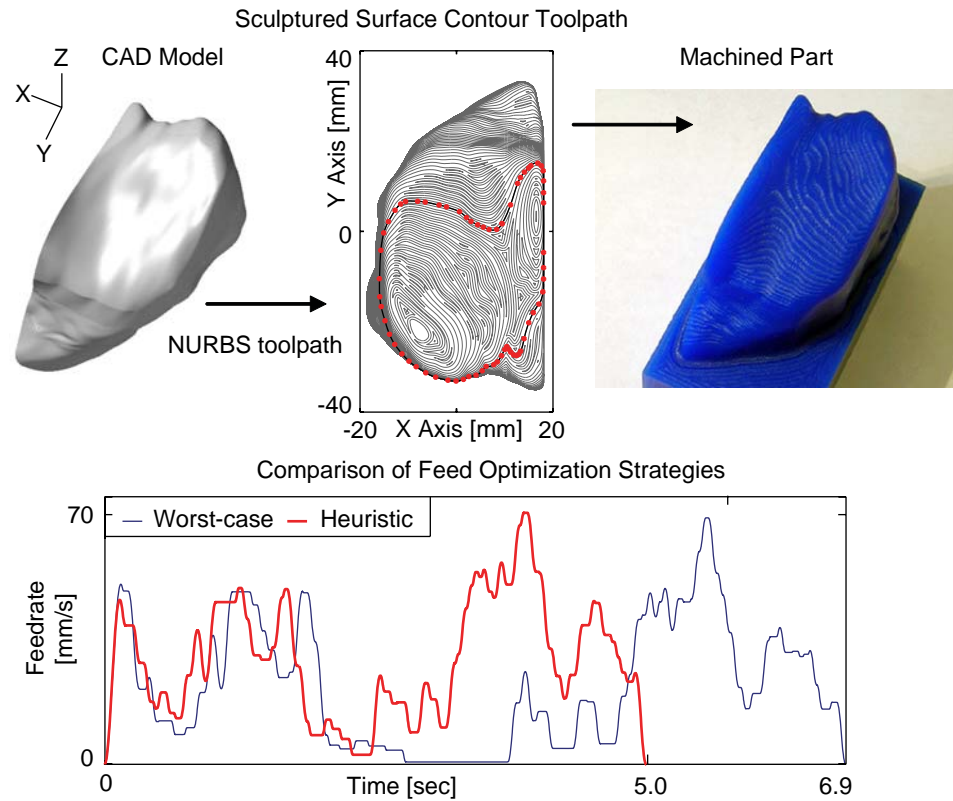 Sculptured Surface Contour Toolpath
CAD Model
Machined Part
Z
X
Y
40
Y Axis [mm]
0
-40
-20
X Axis [mm]
20
NURBS toolpath
Comparison of Feed Optimization Strategies
70
Worst-case
Heuristic
Feedrate
[mm/s]
0
0
Time [sec]
5.0
6.9